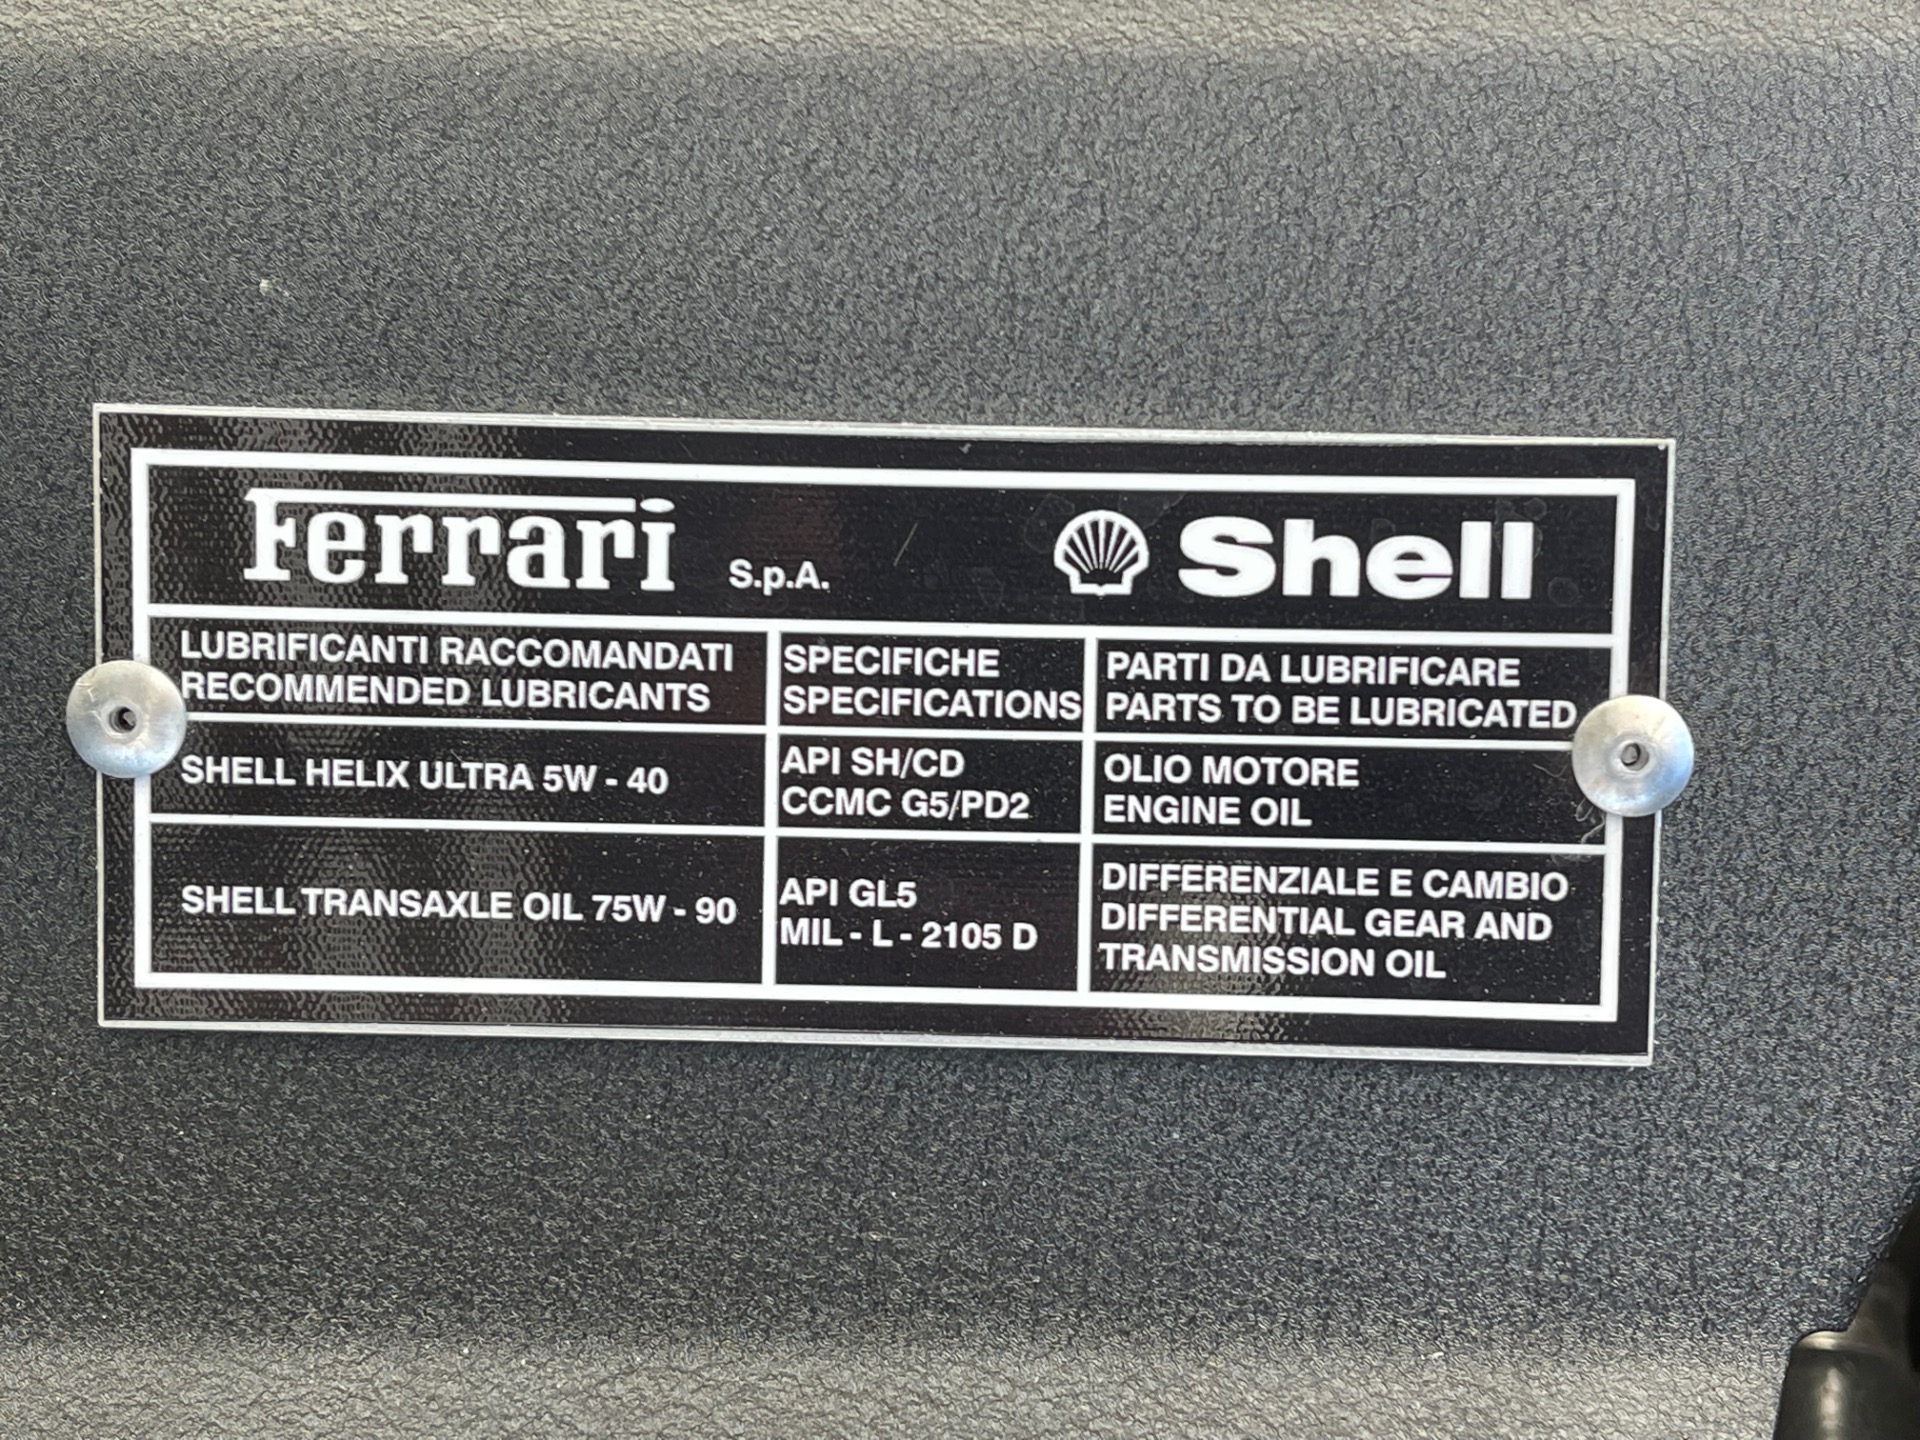 Ferrari S.p.A. Shell
LUBRIFICANTI RACCOMANDATI
RECOMMENDED LUBRICANTS
SPECIFICHE
SPECIFICATIONS
PARTI DA LUBRIFICARE
PARTS TO BE LUBRICATED
SHELL HELIX ULTRA 5W - 40
API SH/CD
CCMC G5/PD2
OLIO MOTORE
ENGINE OIL
SHELL TRANSAXLE OIL 75W - 90
API GL5
MIL - L - 2105 D
DIFFERENZIALE E CAMBIO
DIFFERENTIAL GEAR AND
TRANSMISSION OIL